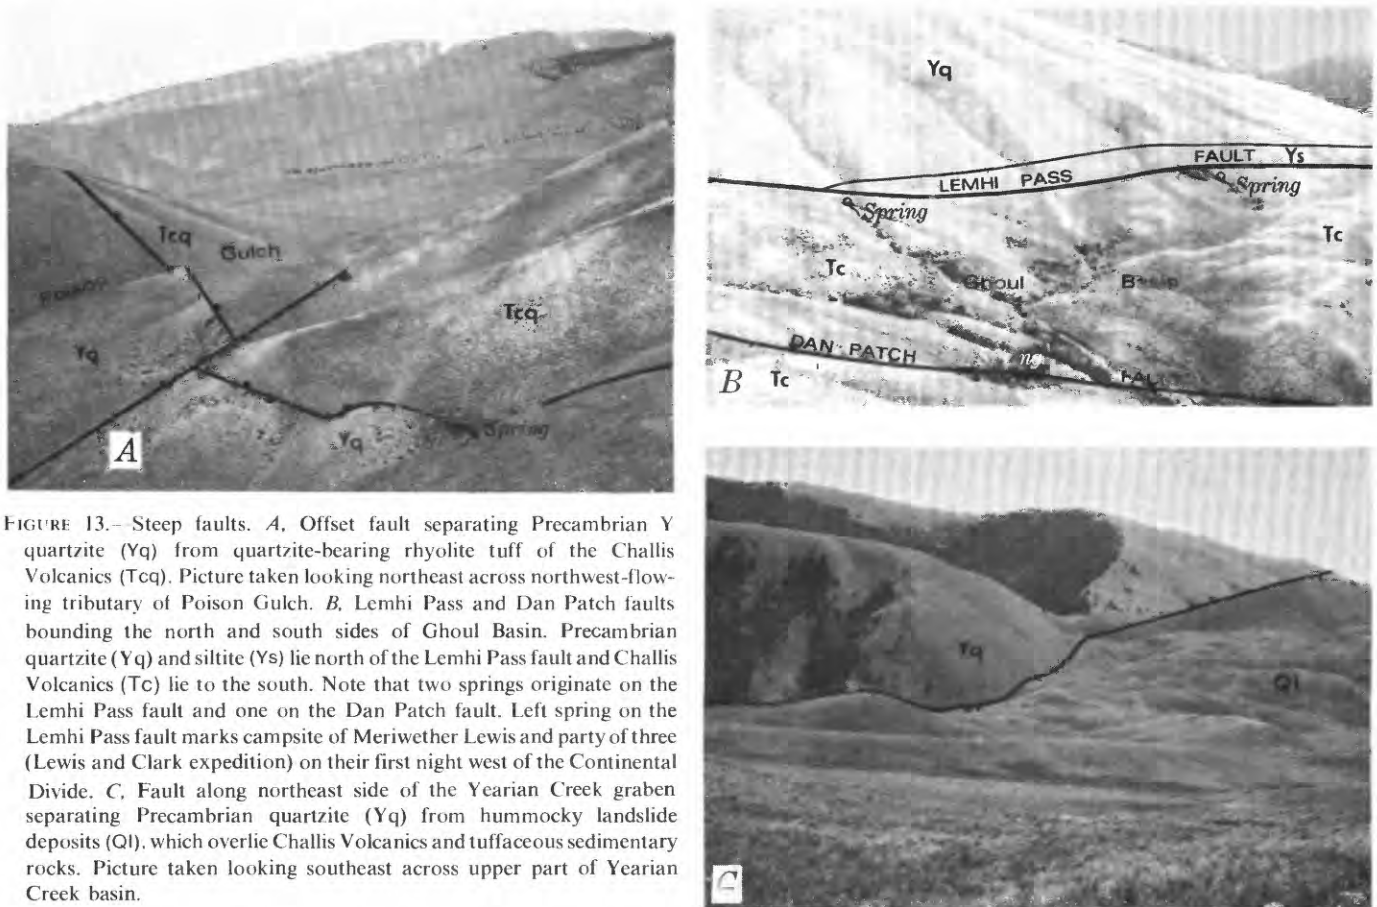 Tcq
Gulch
POISON
Tcq
Yq
Yq
Spring
A
Yq
FAULT Ys
LEMHI PASS
Spring
Spring
Tc
Tc
Ghoul Basin
DAN PATCH
B
Tc
Yq
Ql
C
FIGURE 13.—Steep faults. A, Offset fault separating Precambrian Y
quartzite (Yq) from quartzite-bearing rhyolite tuff of the Challis
Volcanics (Tcq). Picture taken looking northeast across northwest-flow-
ing tributary of Poison Gulch. B, Lemhi Pass and Dan Patch faults
bounding the north and south sides of Ghoul Basin. Precambrian
quartzite (Yq) and siltite (Ys) lie north of the Lemhi Pass fault and Challis
Volcanics (Tc) lie to the south. Note that two springs originate on the
Lemhi Pass fault and one on the Dan Patch fault. Left spring on the
Lemhi Pass fault marks campsite of Meriwether Lewis and party of three
(Lewis and Clark expedition) on their first night west of the Continental
Divide. C, Fault along northeast side of the Yearian Creek graben
separating Precambrian quartzite (Yq) from hummocky landslide
deposits (Ql), which overlie Challis Volcanics and tuffaceous sedimentary
rocks. Picture taken looking southeast across upper part of Yearian
Creek basin.